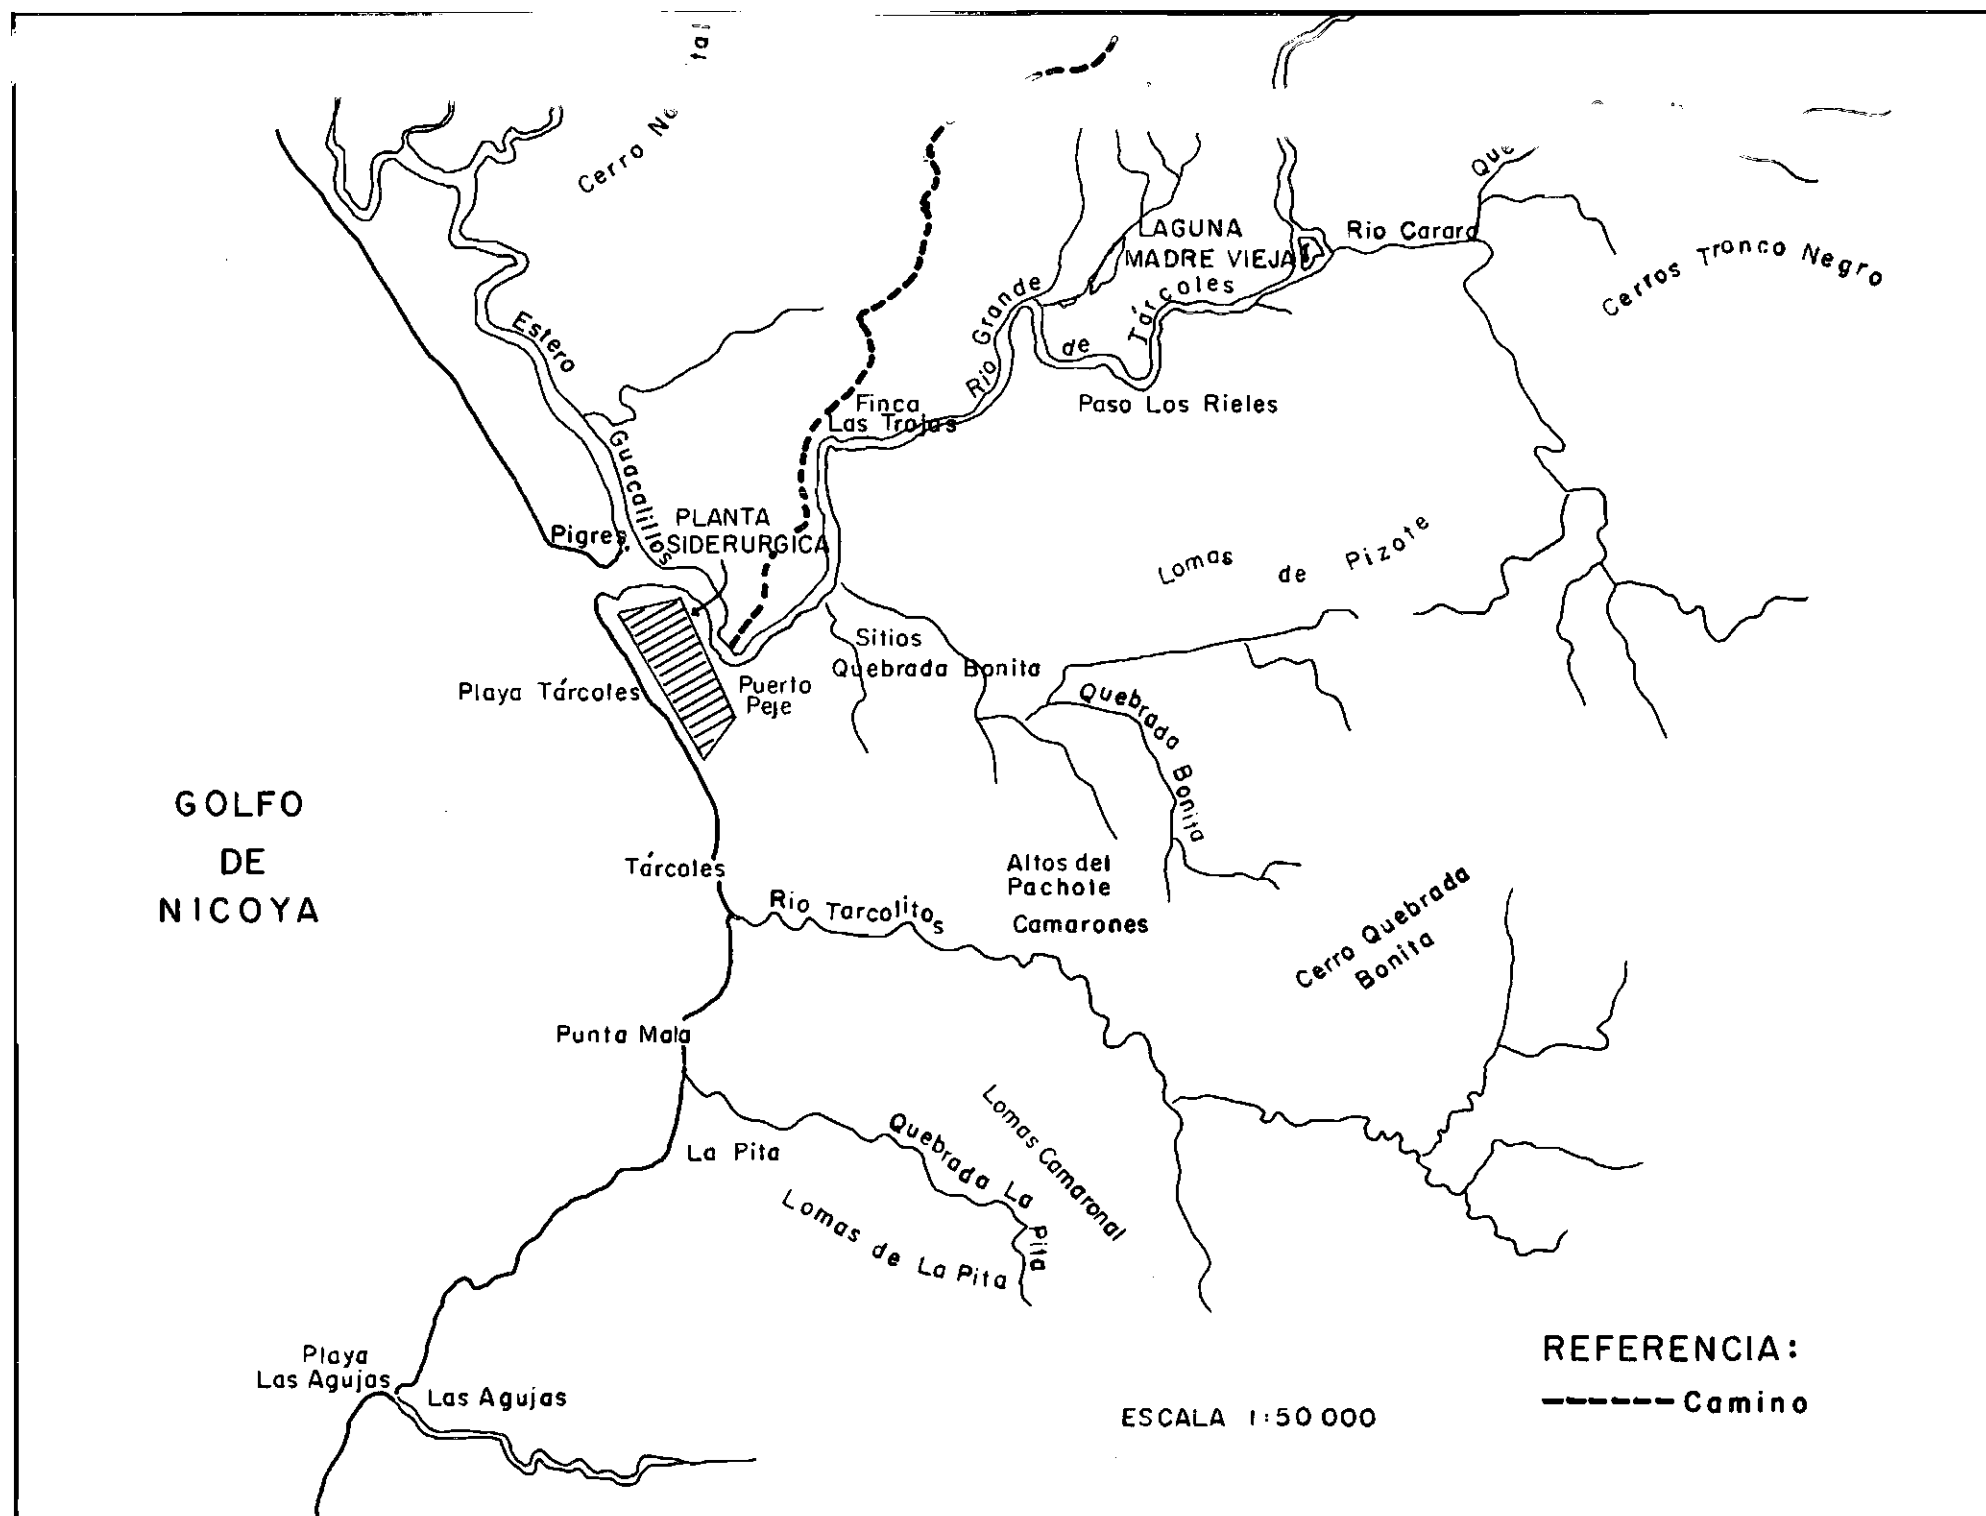 Cerro
Rio Carara
LAGUNA
MADRE VIEJA
Cerros Tronco Negro
Estero
Guacalillos
Rio Grande de Tárcoles
Finca
Las Trojas
Paso Los Rieles
Pigres
PLANTA
SIDERURGICA
Lomas de Pizote
Sitios
Quebrada Bonita
Playa Tárcoles
Puerto
Peje
Quebrada Bonita
GOLFO
DE
NICOYA
Tárcoles
Rio Tarcolitos
Altos del
Pachote
Camarones
Cerro Quebrada
Bonita
Punta Mala
La Pita
Quebrada La Pita
Lomas Camaronal
Lomas de La Pita
Playa
Las Agujas
Las Agujas
REFERENCIA:
Camino
ESCALA 1:50 000